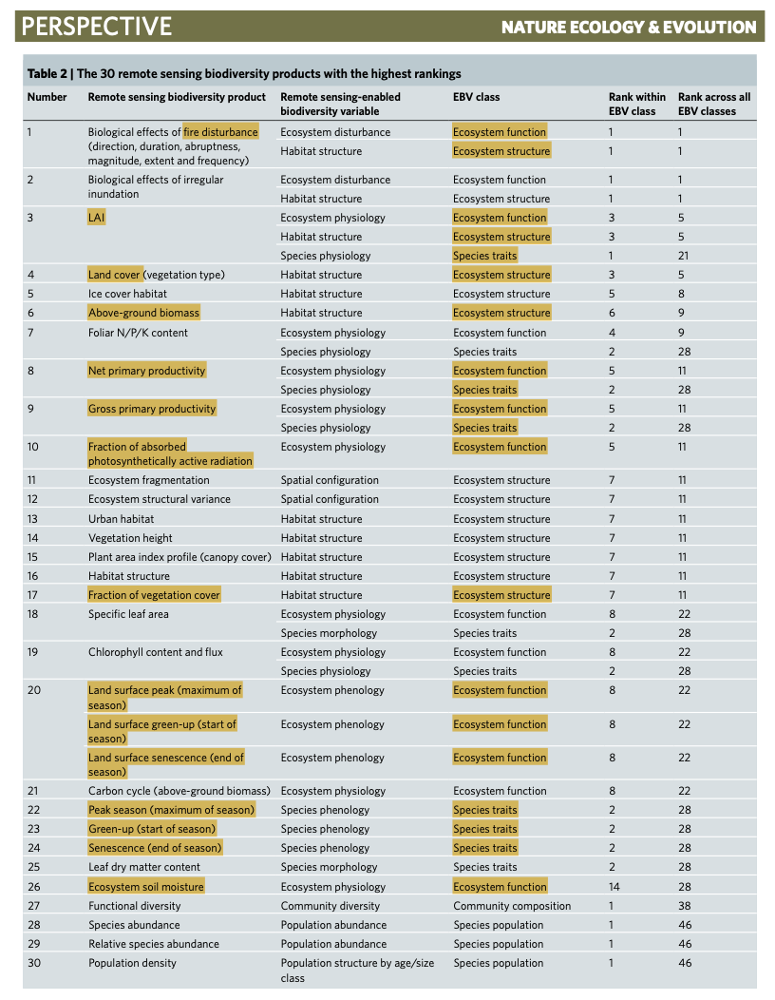 PERSPECTIVE NATURE ECOLOGY & EVOLUTION
Table 2 | The 30 remote sensing biodiversity products with the highest rankings
Number Remote sensing biodiversity product Remote sensing-enabled biodiversity variable EBV class Rank within EBV class Rank across all EBV classes
1 Biological effects of fire disturbance Ecosystem disturbance Ecosystem function 1 1
(direction, duration, abruptness, Habitat structure Ecosystem structure 1 1
magnitude, extent and frequency)
2 Biological effects of irregular Ecosystem disturbance Ecosystem function 1 1
inundation Habitat structure Ecosystem structure 1 1
3 LAI Ecosystem physiology Ecosystem function 3 5
Habitat structure Ecosystem structure 3 5
Species physiology Species traits 1 21
4 Land cover (vegetation type) Habitat structure Ecosystem structure 3 5
5 Ice cover habitat Habitat structure Ecosystem structure 5 8
6 Above-ground biomass Habitat structure Ecosystem structure 6 9
7 Foliar N/P/K content Ecosystem physiology Ecosystem function 4 9
Species physiology Species traits 2 28
8 Net primary productivity Ecosystem physiology Ecosystem function 5 11
Species physiology Species traits 2 28
9 Gross primary productivity Ecosystem physiology Ecosystem function 5 11
Species physiology Species traits 2 28
10 Fraction of absorbed Ecosystem physiology Ecosystem function 5 11
photosynthetically active radiation
11 Ecosystem fragmentation Spatial configuration Ecosystem structure 7 11
12 Ecosystem structural variance Spatial configuration Ecosystem structure 7 11
13 Urban habitat Habitat structure Ecosystem structure 7 11
14 Vegetation height Habitat structure Ecosystem structure 7 11
15 Plant area index profile (canopy cover) Habitat structure Ecosystem structure 7 11
16 Habitat structure Habitat structure Ecosystem structure 7 11
17 Fraction of vegetation cover Habitat structure Ecosystem structure 7 11
18 Specific leaf area Ecosystem physiology Ecosystem function 8 22
Species morphology Species traits 2 28
19 Chlorophyll content and flux Ecosystem physiology Ecosystem function 8 22
Species physiology Species traits 2 28
20 Land surface peak (maximum of Ecosystem phenology Ecosystem function 8 22
season)
Land surface green-up (start of Ecosystem phenology Ecosystem function 8 22
season)
Land surface senescence (end of Ecosystem phenology Ecosystem function 8 22
season)
21 Carbon cycle (above-ground biomass) Ecosystem physiology Ecosystem function 8 22
22 Peak season (maximum of season) Species phenology Species traits 2 28
23 Green-up (start of season) Species phenology Species traits 2 28
24 Senescence (end of season) Species phenology Species traits 2 28
25 Leaf dry matter content Species morphology Species traits 2 28
26 Ecosystem soil moisture Ecosystem physiology Ecosystem function 14 28
27 Functional diversity Community diversity Community composition 1 38
28 Species abundance Population abundance Species population 1 46
29 Relative species abundance Population abundance Species population 1 46
30 Population density Population structure by age/size Species population 1 46
class